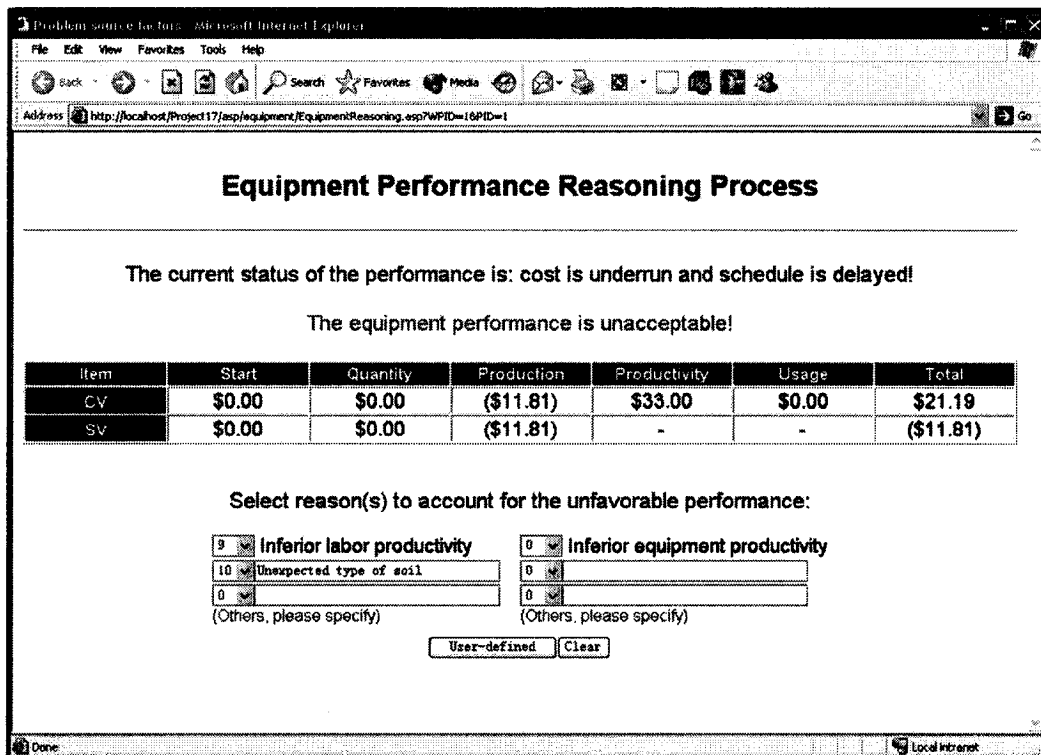 Problem source factors - Microsoft Internet Explorer
File Edit View Favorites Tools Help
Back Search Favorites Media
Address http://localhost/Project17/asp/equipment/EquipmentReasoning.asp?WPID=16PID=1 Go
Equipment Performance Reasoning Process
The current status of the performance is: cost is underrun and schedule is delayed!
The equipment performance is unacceptable!
Item Start Quantity Production Productivity Usage Total
CV $0.00 $0.00 ($11.81) $33.00 $0.00 $21.19
SV $0.00 $0.00 ($11.81) - - ($11.81)
Select reason(s) to account for the unfavorable performance:
9 Inferior labor productivity 0 Inferior equipment productivity
10 Unexpected type of soil 0
0 0
(Others, please specify) (Others, please specify)
User-defined Clear
Done Local intranet